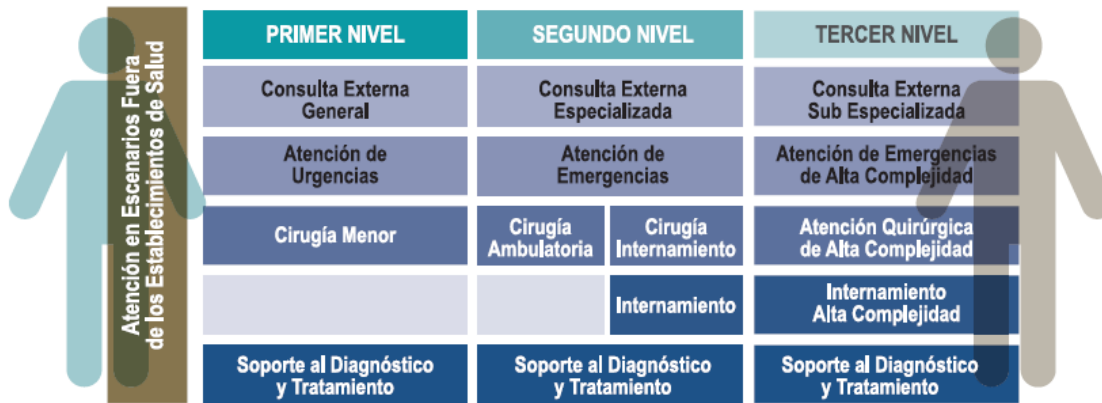 Atención en Escenarios Fuera
de los Establecimientos de Salud
PRIMER NIVEL
SEGUNDO NIVEL
TERCER NIVEL
Consulta Externa
General
Consulta Externa
Especializada
Consulta Externa
Sub Especializada
Atención de
Urgencias
Atención de
Emergencias
Atención de Emergencias
de Alta Complejidad
Cirugía Menor
Cirugía
Ambulatoria
Cirugía
Internamiento
Atención Quirúrgica
de Alta Complejidad
Internamiento
Internamiento
Alta Complejidad
Soporte al Diagnóstico
y Tratamiento
Soporte al Diagnóstico
y Tratamiento
Soporte al Diagnóstico
y Tratamiento